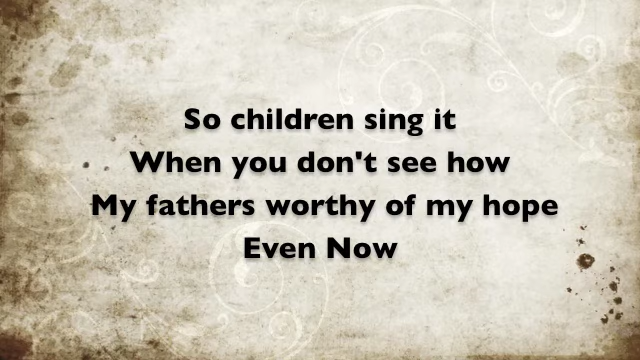 So children sing it
When you don't see how
My fathers worthy of my hope
Even Now